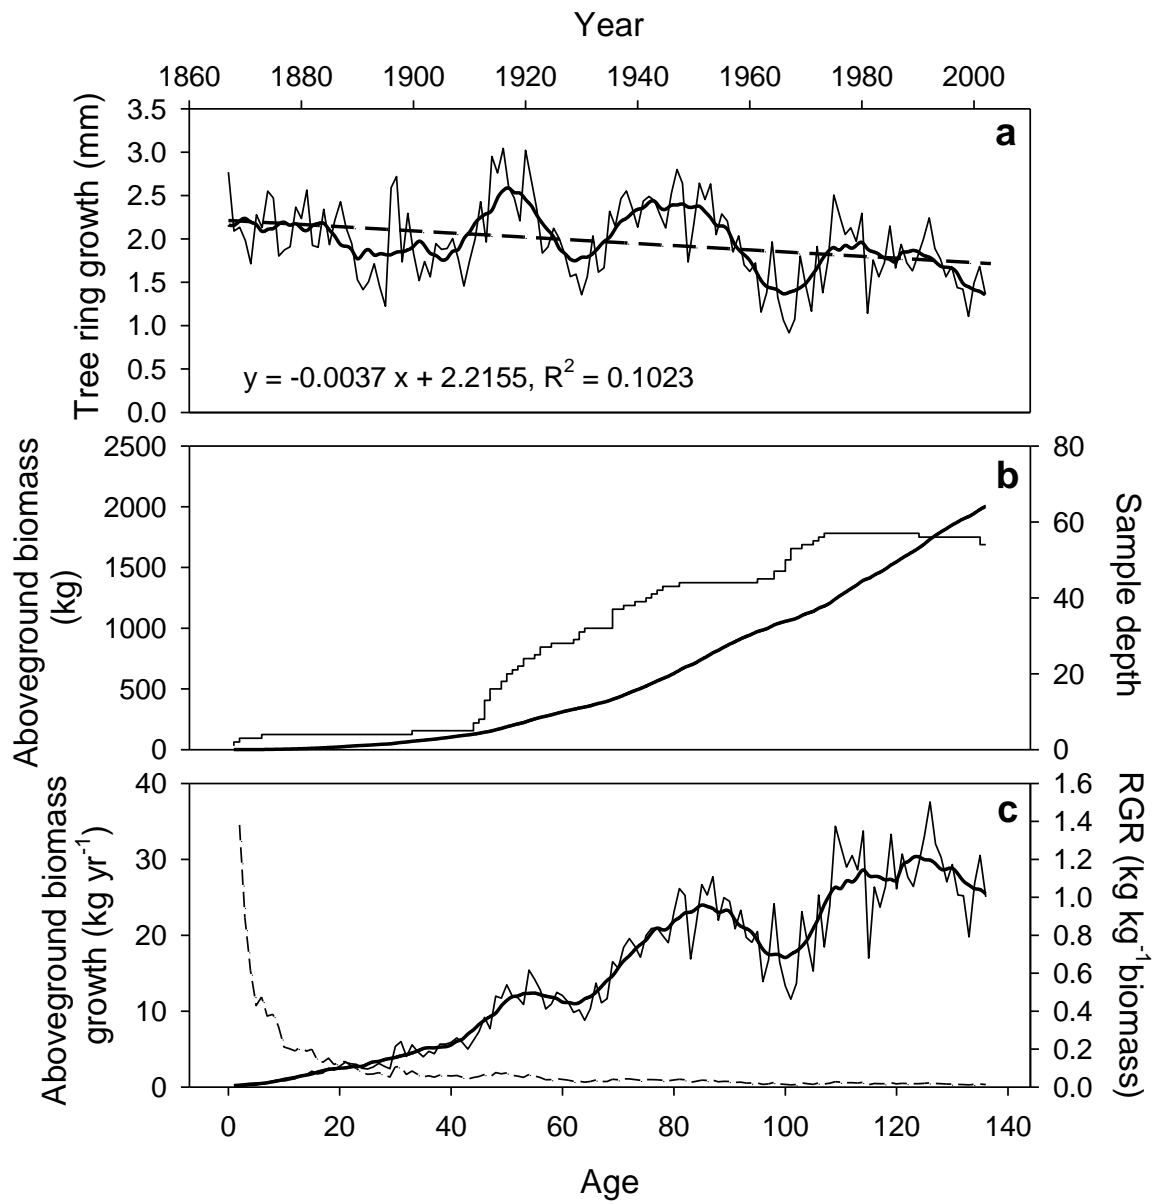 Year
1860 1880 1900 1920 1940 1960 1980 2000
Tree ring growth (mm)
3.5
3.0
2.5
2.0
1.5
1.0
0.5
0.0
a
y = -0.0037 x + 2.2155, R² = 0.1023
Aboveground biomass
(kg)
2500
2000
1500
1000
500
0
b
80
60
40
20
0
Sample depth
Aboveground biomass
growth (kg yr⁻¹)
40
30
20
10
0
c
1.6
1.4
1.2
1.0
0.8
0.6
0.4
0.2
0.0
RGR (kg kg⁻¹biomass)
0 20 40 60 80 100 120 140
Age